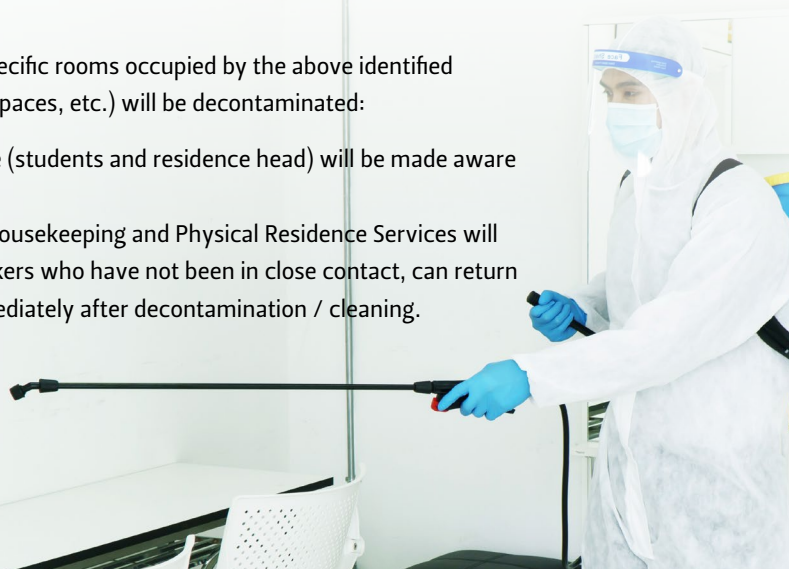 ecific rooms occupied by the above identified
paces, etc.) will be decontaminated:
e (students and residence head) will be made aware
ousekeeping and Physical Residence Services will
kers who have not been in close contact, can return
ediately after decontamination / cleaning.